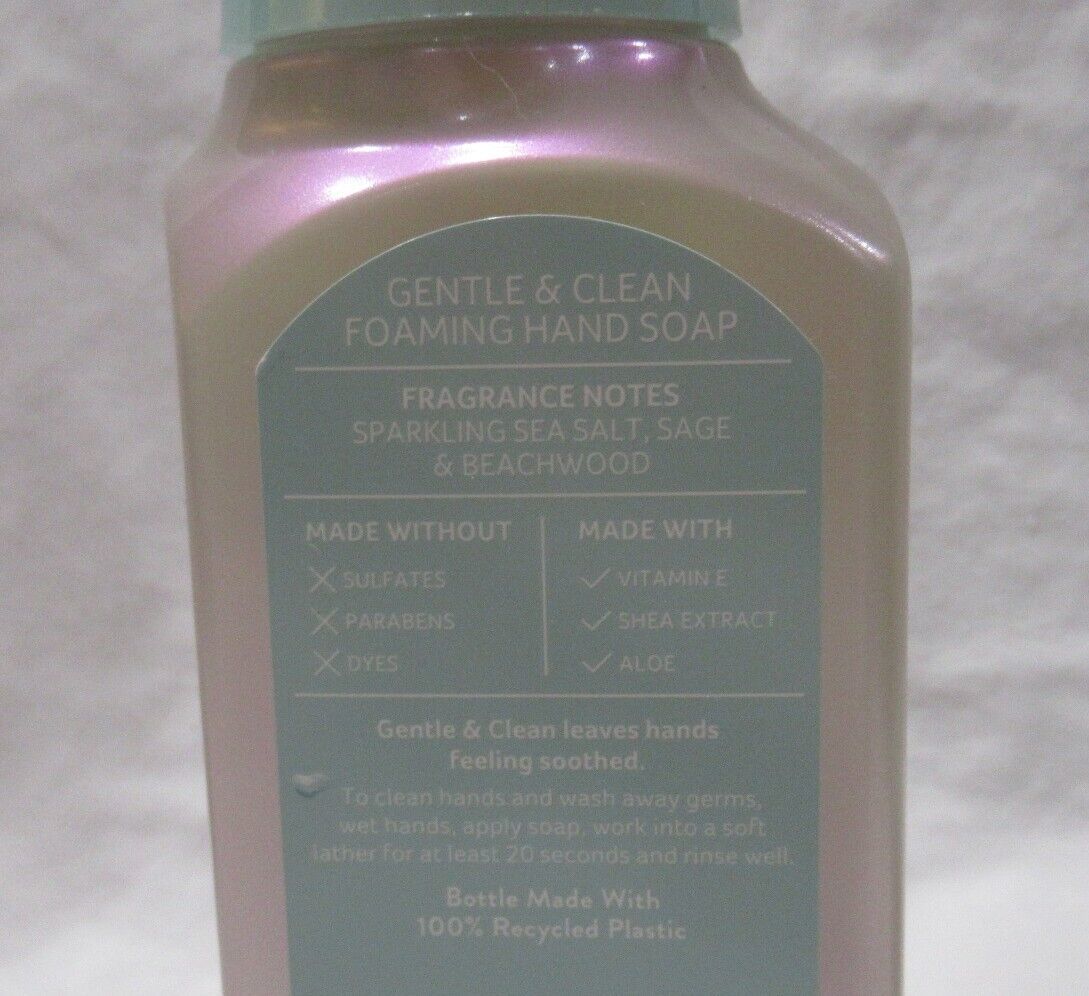 GENTLE & CLEAN
FOAMING HAND SOAP
FRAGRANCE NOTES
SPARKLING SEA SALT, SAGE
& BEACHWOOD
MADE WITHOUT
SULFATES
PARABENS
DYES
MADE WITH
VITAMIN E
SHEA EXTRACT
ALOE
Gentle & Clean leaves hands
feeling soothed.
To clean hands and wash away germs,
wet hands, apply soap, work into a soft
lather for at least 20 seconds and rinse well.
Bottle Made With
100% Recycled Plastic